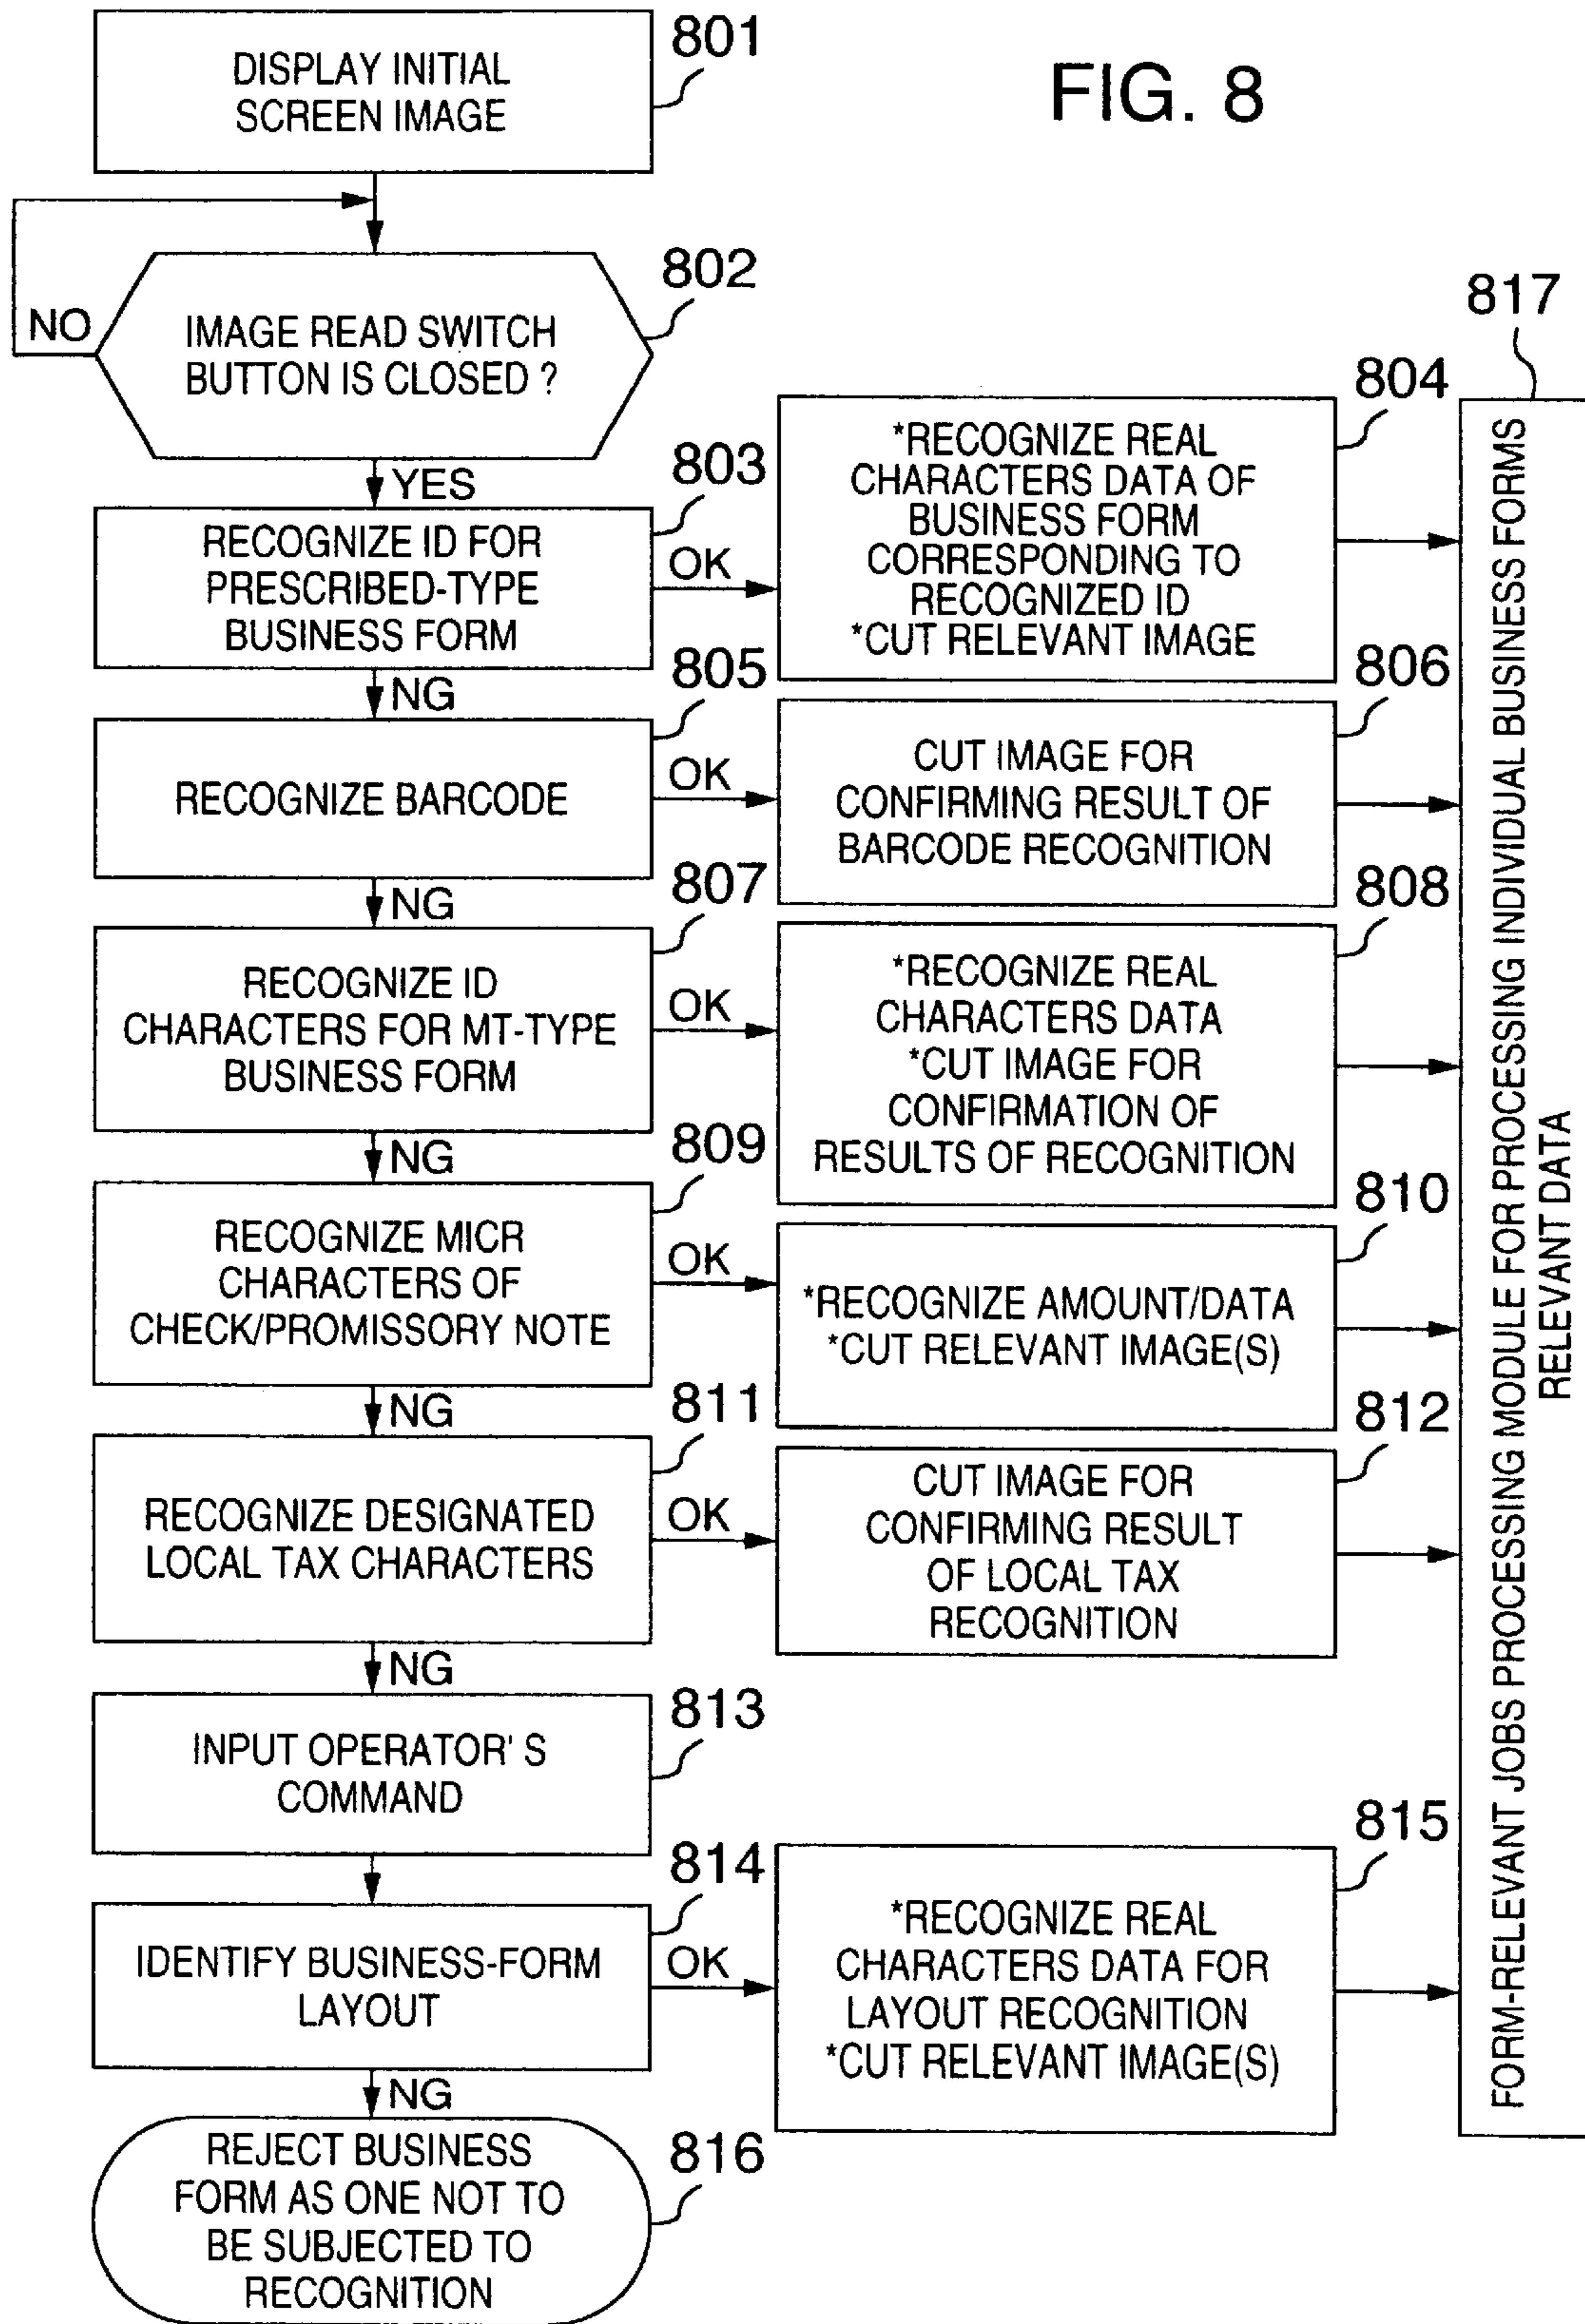 FIG. 8
801
DISPLAY INITIAL
SCREEN IMAGE
802
NO
IMAGE READ SWITCH
BUTTON IS CLOSED ?
YES
803
RECOGNIZE ID FOR
PRESCRIBED-TYPE
BUSINESS FORM
OK
804
*RECOGNIZE REAL
CHARACTERS DATA OF
BUSINESS FORM
CORRESPONDING TO
RECOGNIZED ID
*CUT RELEVANT IMAGE
NG
805
RECOGNIZE BARCODE
OK
806
CUT IMAGE FOR
CONFIRMING RESULT OF
BARCODE RECOGNITION
NG
807
RECOGNIZE ID
CHARACTERS FOR MT-TYPE
BUSINESS FORM
OK
808
*RECOGNIZE REAL
CHARACTERS DATA
*CUT IMAGE FOR
CONFIRMATION OF
RESULTS OF RECOGNITION
NG
809
RECOGNIZE MICR
CHARACTERS OF
CHECK/PROMISSORY NOTE
OK
810
*RECOGNIZE AMOUNT/DATA
*CUT RELEVANT IMAGE(S)
NG
811
RECOGNIZE DESIGNATED
LOCAL TAX CHARACTERS
OK
812
CUT IMAGE FOR
CONFIRMING RESULT
OF LOCAL TAX
RECOGNITION
NG
813
INPUT OPERATOR' S
COMMAND
814
IDENTIFY BUSINESS-FORM
LAYOUT
OK
815
*RECOGNIZE REAL
CHARACTERS DATA FOR
LAYOUT RECOGNITION
*CUT RELEVANT IMAGE(S)
NG
816
REJECT BUSINESS
FORM AS ONE NOT TO
BE SUBJECTED TO
RECOGNITION
817
FORM-RELEVANT JOBS PROCESSING MODULE FOR PROCESSING INDIVIDUAL BUSINESS FORMS
RELEVANT DATA